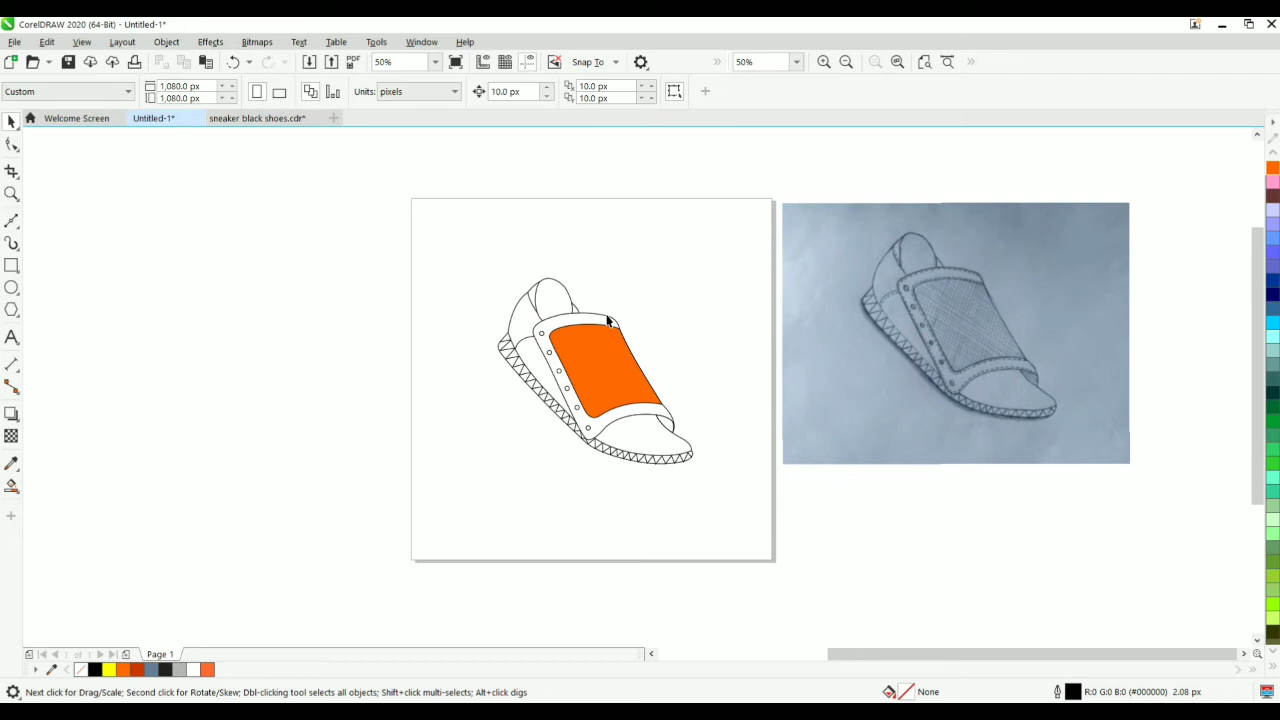 CorelDRAW 2020 (64-Bit) - Untitled-1*
File Edit View Layout Object Effects Bitmaps Text Table Tools Window Help
PDF 50% Snap To 50%
Custom 1,080.0 px 1,080.0 px Units: pixels 10.0 px 10.0 px 10.0 px
Welcome Screen Untitled-1* sneaker black shoes.cdr*
1 of 1 Page 1
Next click for Drag/Scale; Second click for Rotate/Skew; Dbl-clicking tool selects all objects; Shift+click multi-selects; Alt+click digs None R:0 G:0 B:0 (#000000) 2.08 px